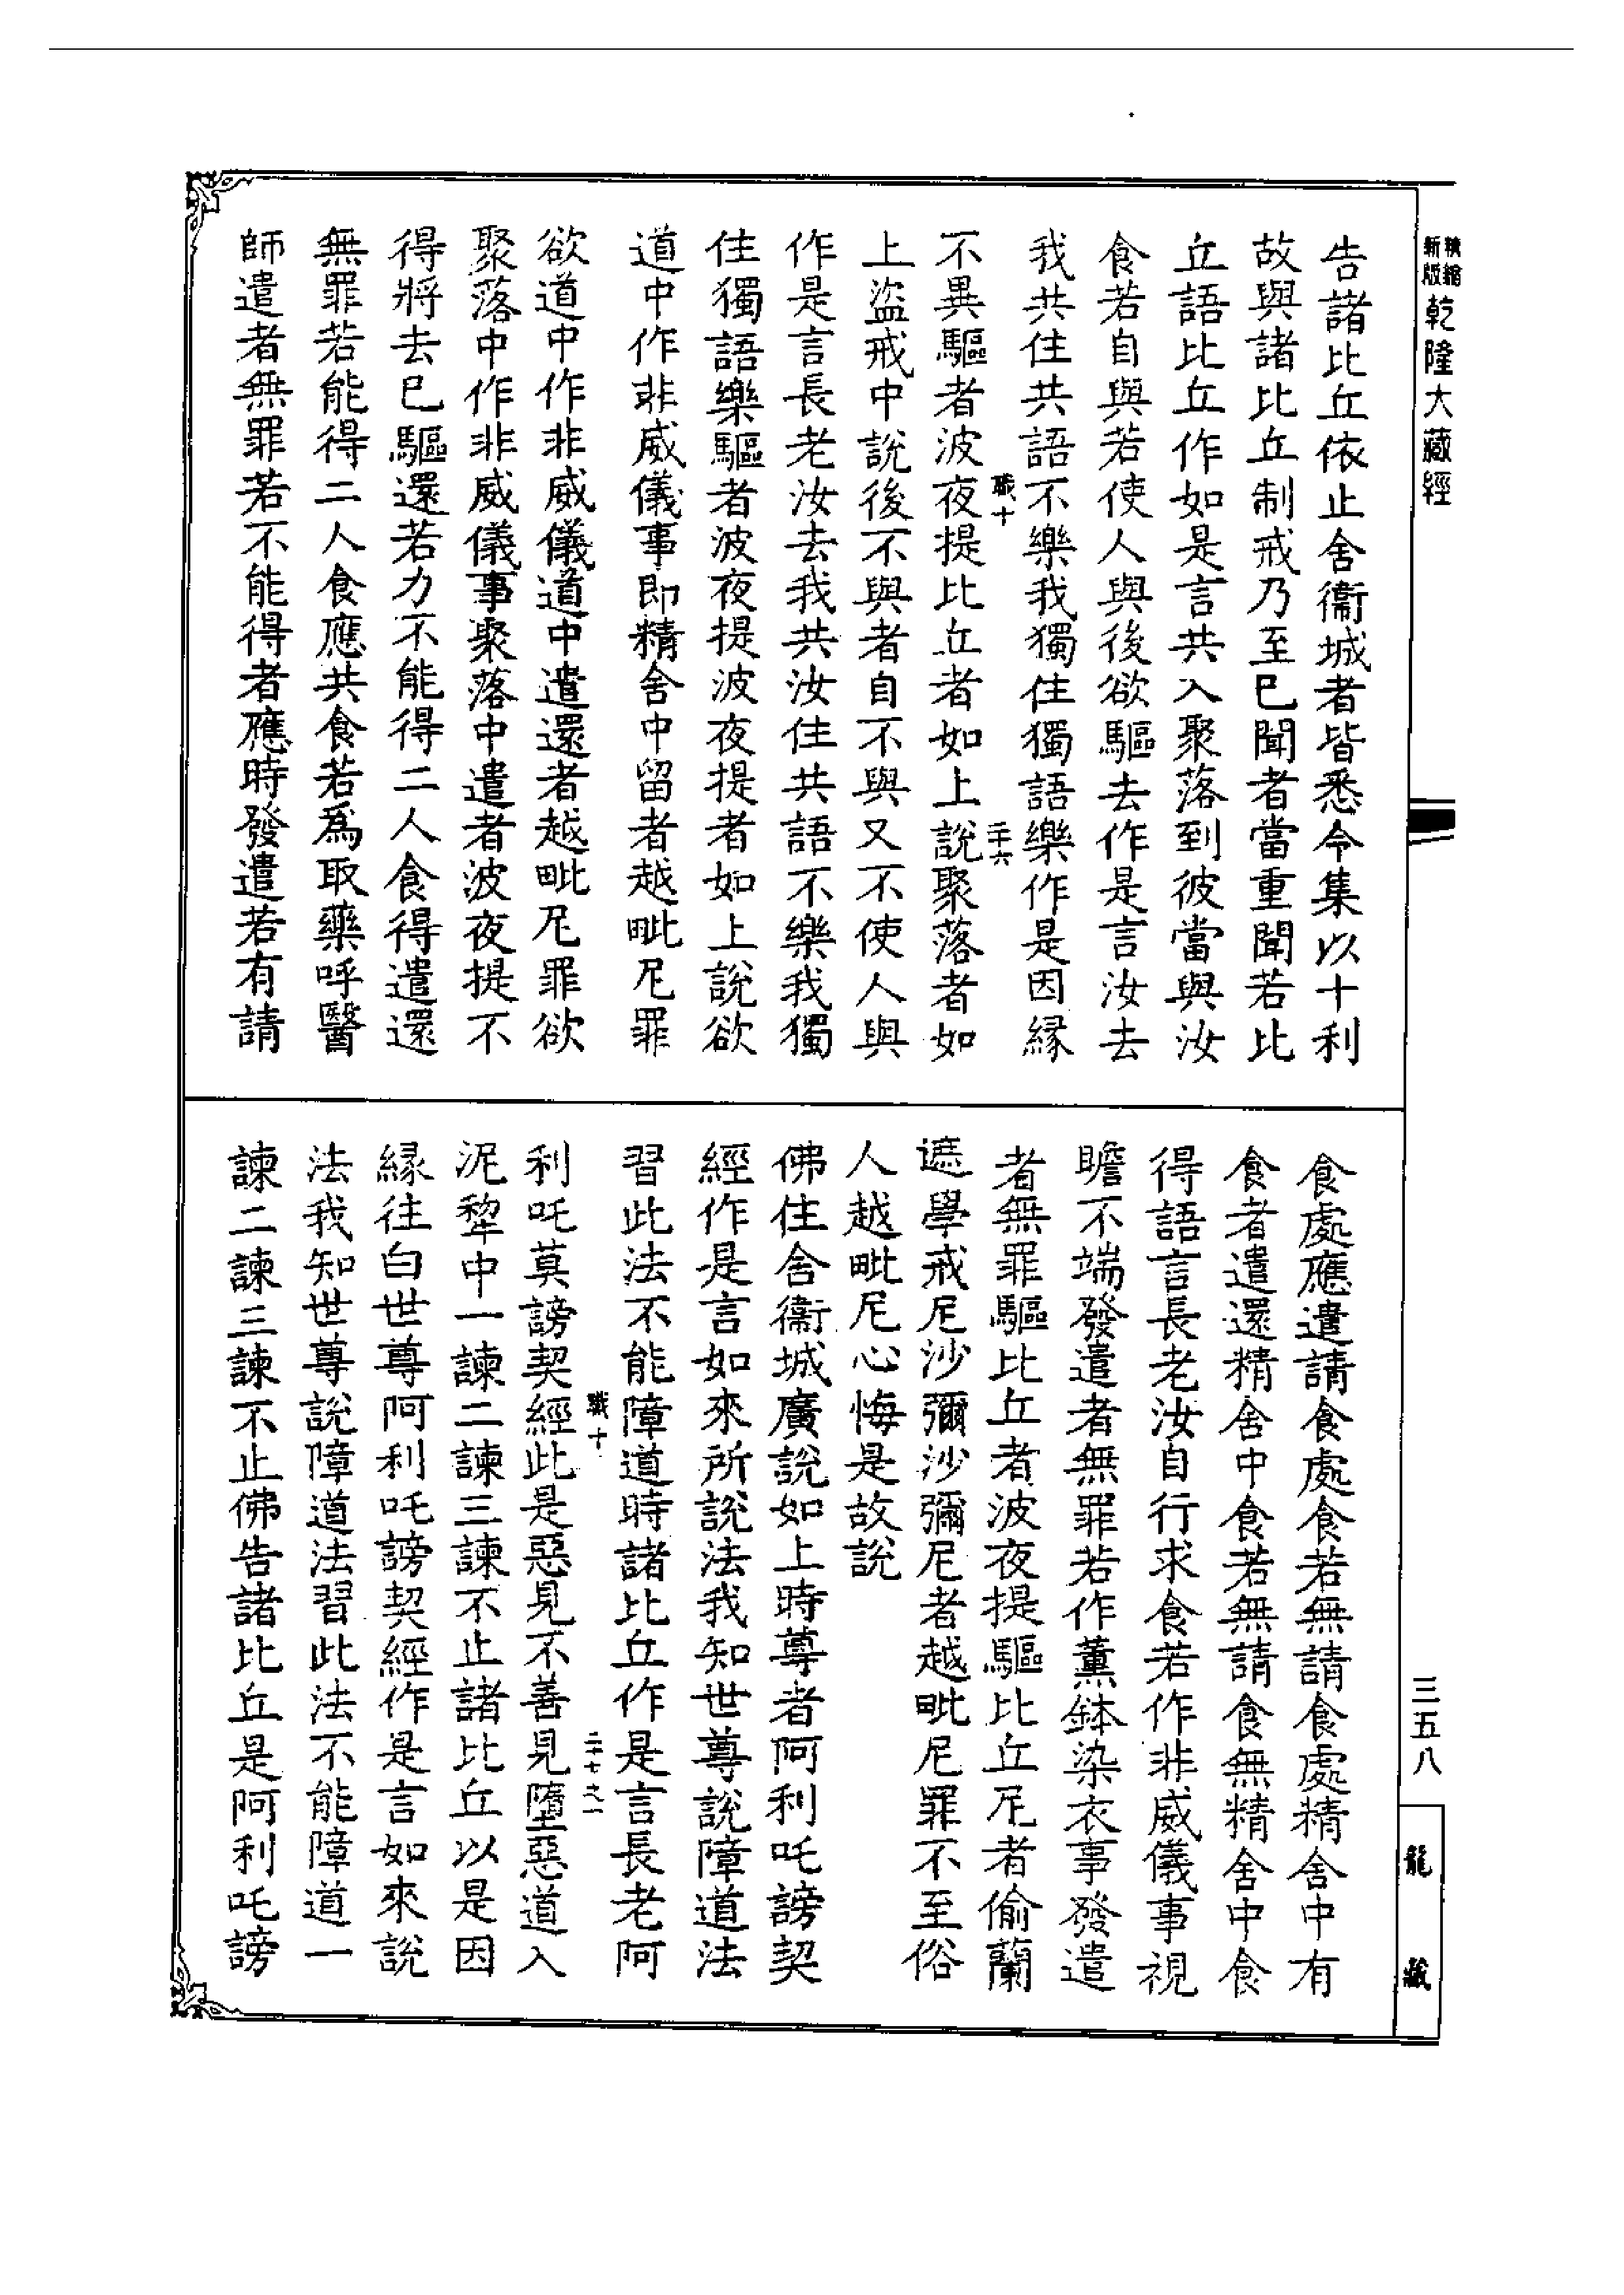 新版 乾隆大藏經
告諸比丘依止舍衞城者皆悉令集以十利
故與諸比丘制戒乃至已聞者當重聞若比
丘語比丘作如是言共入聚落到彼當與汝
食若自與若使人與後欲驅去作是言汝去
我共住共語不樂我獨住獨語樂作是因緣
職十
二十六
不異驅者波夜提比丘者如上說聚落者如
上盜戒中說後不與者自不與又不使人與
作是言長老汝去我共汝住共語不樂我獨
住獨語樂驅者波夜提波夜提者如上說欲
道中作非威儀事即精舍中留者越毗尼罪
欲道中作非威儀道中遣還者越毗尼罪欲
聚落中作非威儀事聚落中遣者波夜提不
得將去已驅還若力不能得二人食得遣還
無罪若能得二人食應共食若爲取藥呼醫
師遣者無罪若不能得者應時發遣若有請
食處應遣請食處食若無請食處精舍中有
食者遣還精舍中食若無請食無精舍中食
得語言長老汝自行求食若作非威儀事視
瞻不端發遣者無罪若作薰鉢染衣事發遣
者無罪驅比丘者波夜提驅比丘尼者偷蘭
遮學戒尼沙彌沙彌尼者越毗尼罪不至俗
人越毗尼心悔是故說
佛住舍衞城廣說如上時尊者阿利吒謗契
經作是言如來所說法我知世尊說障道法
習此法不能障道時諸比丘作是言長老阿
職十
二十七之一
利吒莫謗契經此是惡見不善見墮惡道入
泥犂中一諫二諫三諫不止諸比丘以是因
緣往白世尊阿利吒謗契經作是言如來說
法我知世尊說障道法習此法不能障道一
諫二諫三諫不止佛告諸比丘是阿利吒謗
三五八
龍藏